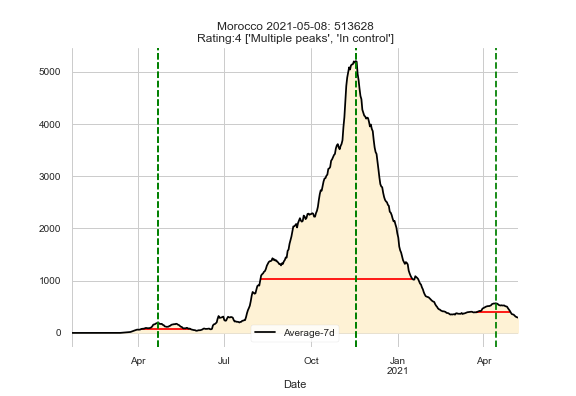 Morocco 2021-05-08: 513628
Rating:4 ['Multiple peaks', 'In control']
5000
4000
3000
2000
1000
0
Average-7d
Apr
Jul
Oct
Jan
2021
Apr
Date